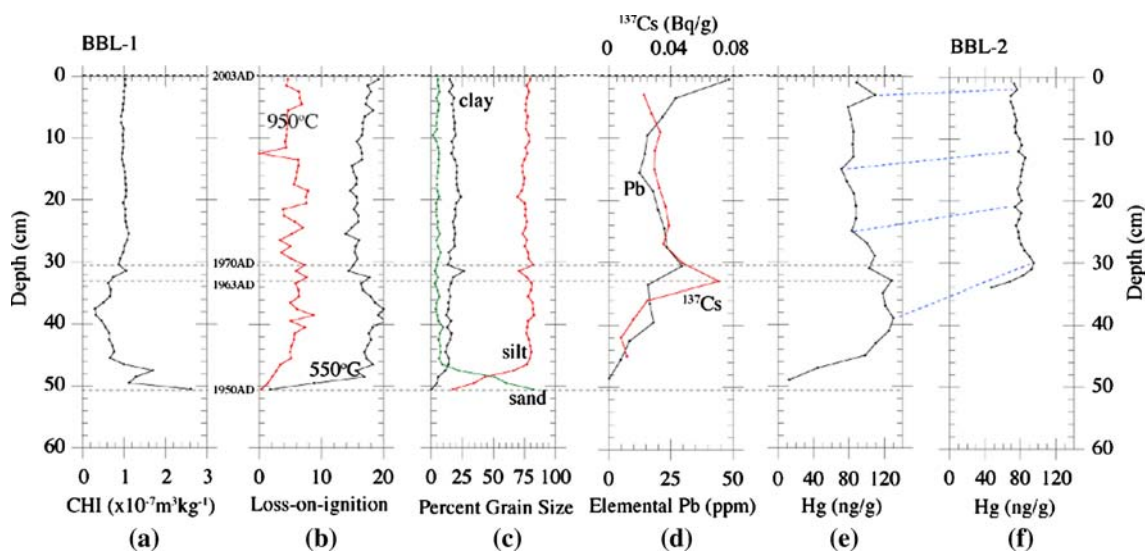 ¹³⁷Cs (Bq/g)
BBL-1
0 0.04 0.08
BBL-2
0 2003AD 0
950°C
clay
10 10
Pb
20 20
Depth (cm)
Depth (cm)
30 1970AD 30
1963AD
¹³⁷Cs
40 40
silt
550°C
50 1950AD sand 50
60 60
0 1 2 3 0 10 20 0 25 50 75 100 0 25 50 0 40 80 120 0 40 80 120
CHI (x10⁻⁷m³kg⁻¹) Loss-on-ignition Percent Grain Size Elemental Pb (ppm) Hg (ng/g) Hg (ng/g)
(a) (b) (c) (d) (e) (f)